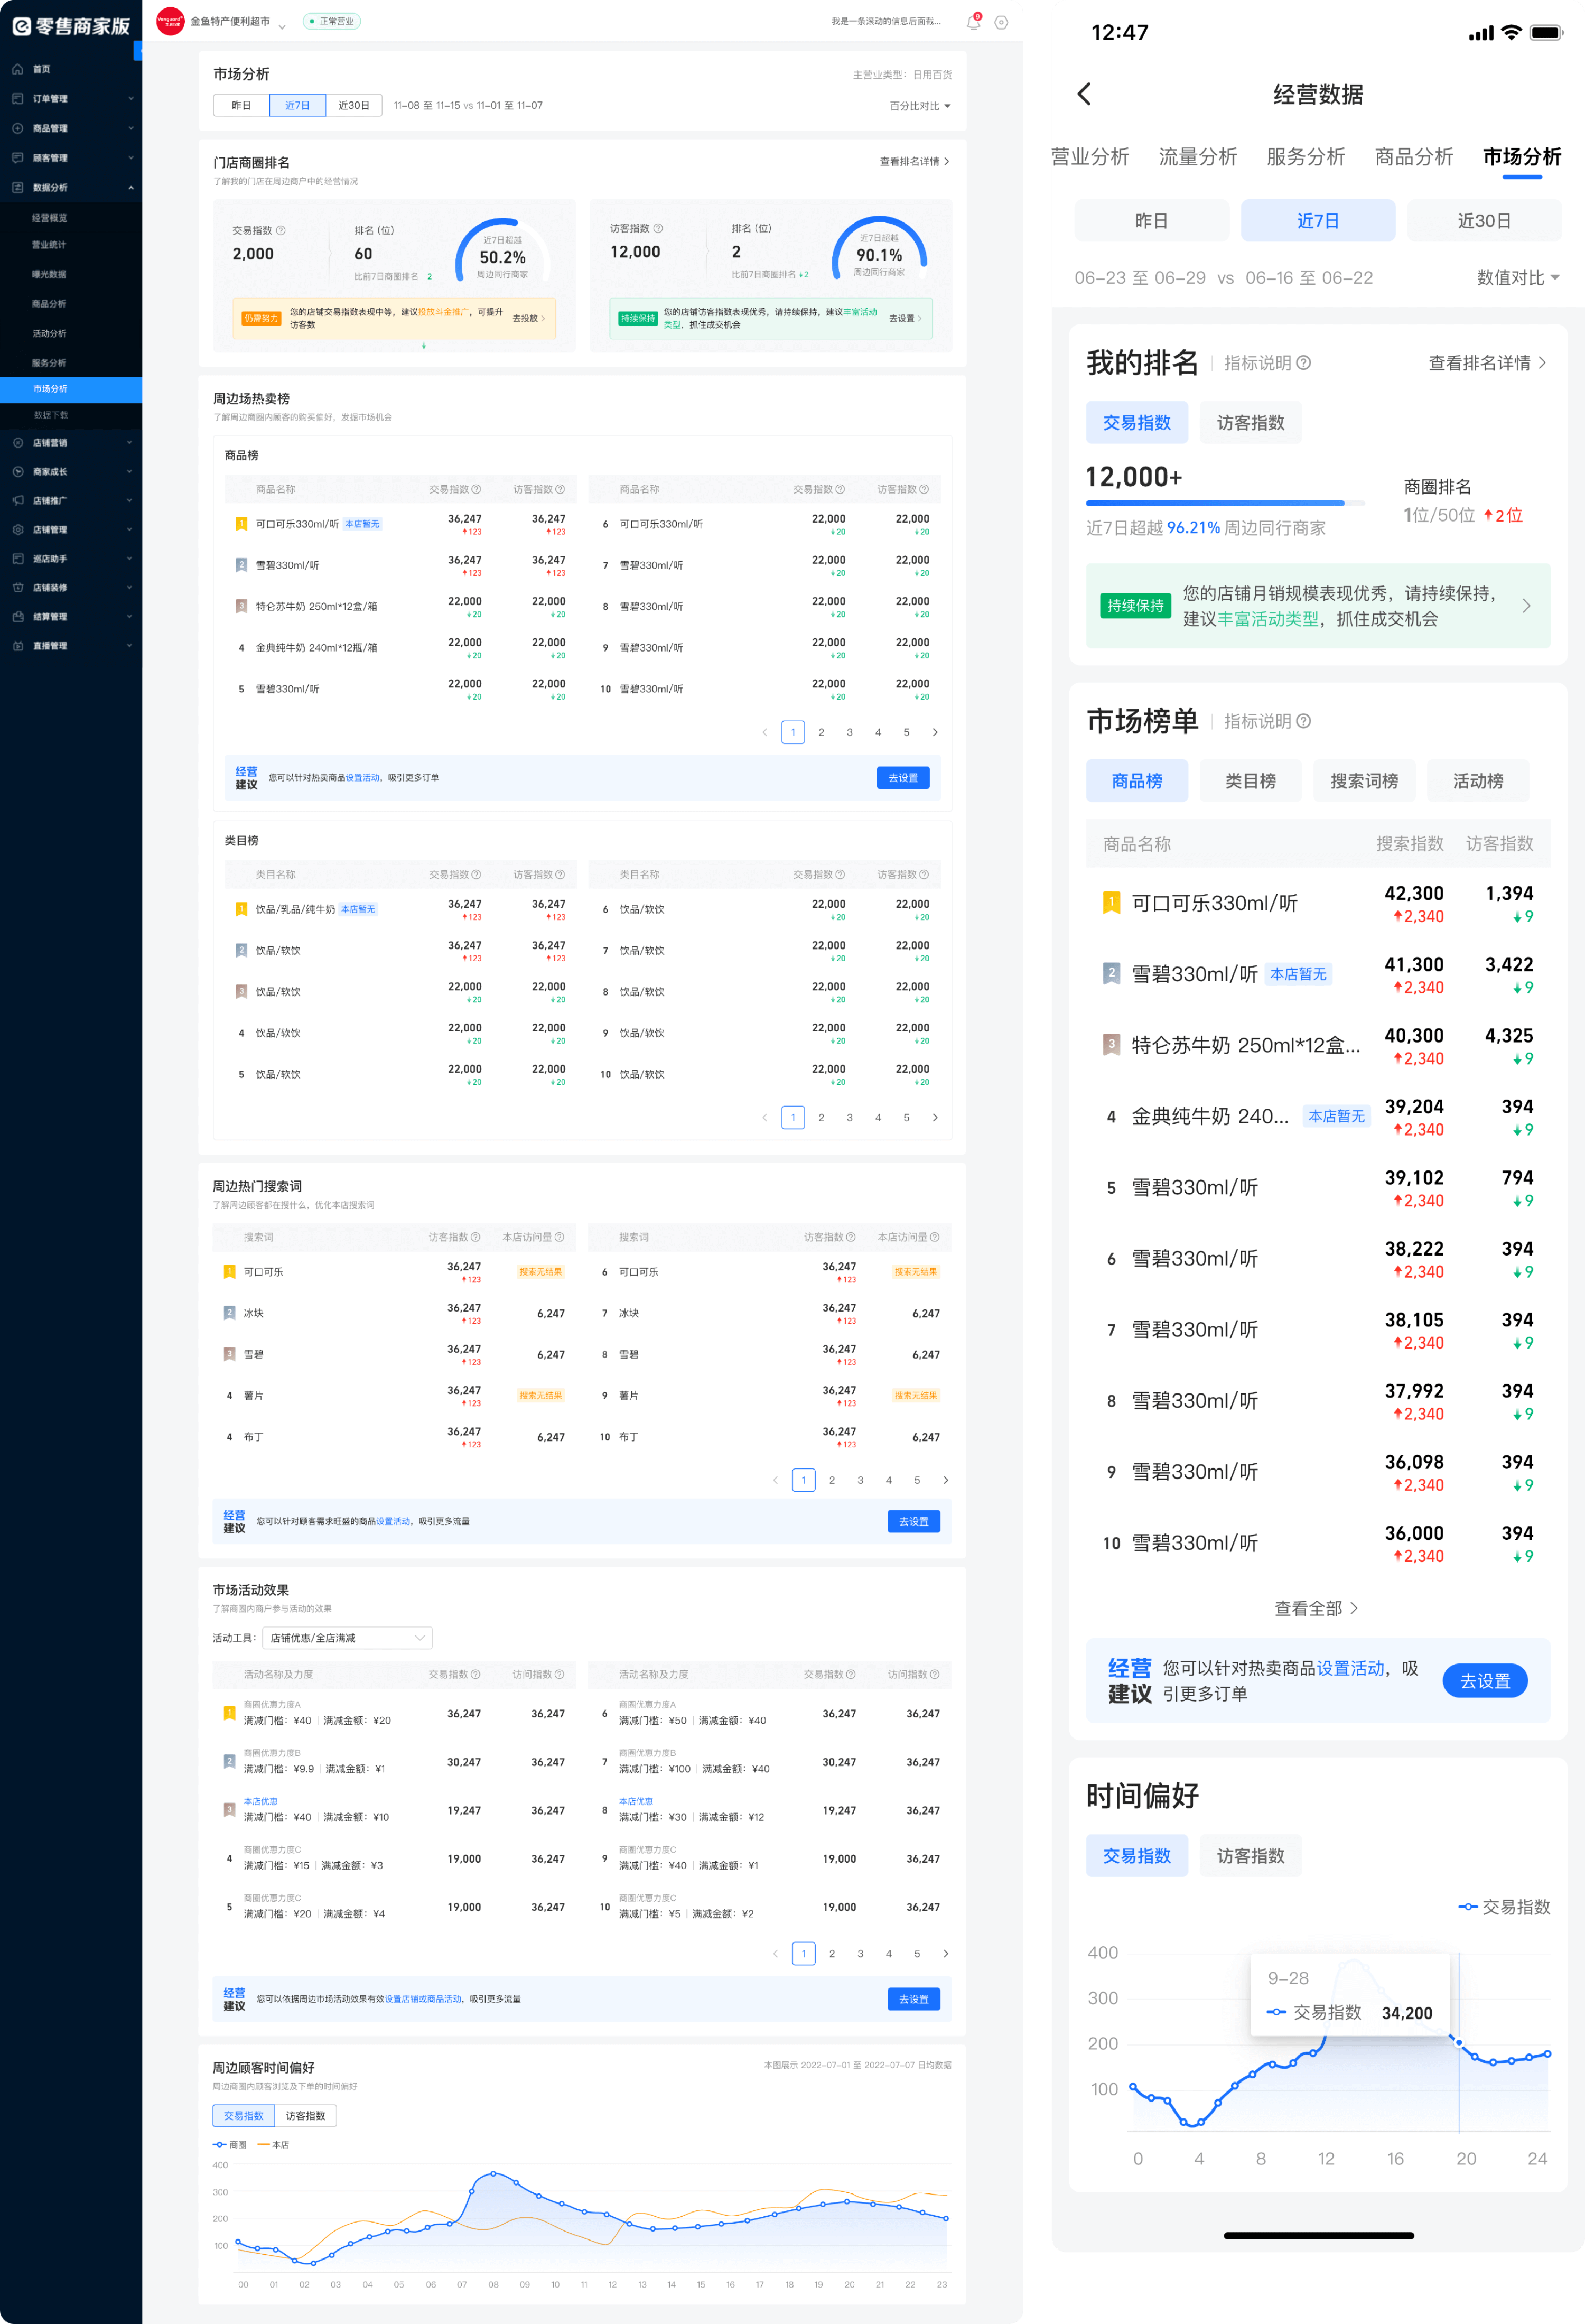 零售商家版
首页
订单管理
商品管理
顾客管理
数据分析
经营概览
营业统计
曝光数据
商品分析
活动分析
服务分析
市场分析
数据下载
店铺营销
商家成长
店铺推广
店铺管理
巡店助手
店铺装修
结算管理
直播管理
Vanguard
金鱼特产便利超市
正常营业
我是一条滚动的信息后面截...
9
市场分析
主营业类型：日用百货
昨日 近7日 近30日 11-08 至 11-15 vs 11-01 至 11-07
百分比对比
门店商圈排名
查看排名详情
了解我的门店在周边商户中的经营情况
交易指数
2,000
排名 (位)
60
比前7日商圈排名 2
近7日超越
50.2%
周边同行商家
仍需努力
您的店铺交易指数表现中等，建议投放斗金推广，可提升
访客数
去投放
访客指数
12,000
排名 (位)
2
比前7日商圈排名 2
近7日超越
90.1%
周边同行商家
持续保持
您的店铺访客指数表现优秀，请持续保持，建议丰富活动
类型，抓住成交机会
去设置
周边场热卖榜
了解周边商圈内顾客的购买偏好，发掘市场机会
商品榜
商品名称 交易指数 访客指数 商品名称 交易指数 访客指数
1 可口可乐330ml/听 本店暂无 36,247 36,247 6 可口可乐330ml/听 22,000 22,000
123 123 20 20
2 雪碧330ml/听 36,247 36,247 7 雪碧330ml/听 22,000 22,000
123 123 20 20
3 特仑苏牛奶 250ml*12盒/箱 22,000 22,000 8 雪碧330ml/听 22,000 22,000
20 20 20 20
4 金典纯牛奶 240ml*12瓶/箱 22,000 22,000 9 雪碧330ml/听 22,000 22,000
20 20 20 20
5 雪碧330ml/听 22,000 22,000 10 雪碧330ml/听 22,000 22,000
20 20 20 20
1 2 3 4 5
经营
建议
您可以针对热卖商品设置活动，吸引更多订单
去设置
类目榜
类目名称 交易指数 访客指数 类目名称 交易指数 访客指数
1 饮品/乳品/纯牛奶 本店暂无 36,247 36,247 6 饮品/软饮 22,000 22,000
123 123 20 20
2 饮品/软饮 36,247 36,247 7 饮品/软饮 22,000 22,000
123 123 20 20
3 饮品/软饮 22,000 22,000 8 饮品/软饮 22,000 22,000
20 20 20 20
4 饮品/软饮 22,000 22,000 9 饮品/软饮 22,000 22,000
20 20 20 20
5 饮品/软饮 22,000 22,000 10 饮品/软饮 22,000 22,000
20 20 20 20
1 2 3 4 5
周边热门搜索词
了解周边顾客都在搜什么，优化本店搜索词
搜索词 访客指数 本店访问量 搜索词 访客指数 本店访问量
1 可口可乐 36,247 搜索无结果 6 可口可乐 36,247 搜索无结果
123 123
2 冰块 36,247 6,247 7 冰块 36,247 6,247
123 123
3 雪碧 36,247 6,247 8 雪碧 36,247 6,247
123 123
4 薯片 36,247 搜索无结果 9 薯片 36,247 搜索无结果
123 123
4 布丁 36,247 6,247 10 布丁 36,247 6,247
123 123
1 2 3 4 5
经营
建议
您可以针对顾客需求旺盛的商品设置活动，吸引更多流量
去设置
市场活动效果
了解商圈内商户参与活动的效果
活动工具： 店铺优惠/全店满减
活动名称及力度 交易指数 访问指数 活动名称及力度 交易指数 访问指数
商圈优惠力度A 商圈优惠力度A
1 满减门槛：¥40 | 满减金额：¥20 36,247 36,247 6 满减门槛：¥50 | 满减金额：¥40 36,247 36,247
商圈优惠力度B 商圈优惠力度B
2 满减门槛：¥9.9 | 满减金额：¥1 30,247 36,247 7 满减门槛：¥100 | 满减金额：¥40 30,247 36,247
本店优惠 本店优惠
3 满减门槛：¥40 | 满减金额：¥10 19,247 36,247 8 满减门槛：¥30 | 满减金额：¥12 19,247 36,247
商圈优惠力度C 商圈优惠力度C
4 满减门槛：¥15 | 满减金额：¥3 19,000 36,247 9 满减门槛：¥40 | 满减金额：¥1 19,000 36,247
商圈优惠力度C 商圈优惠力度C
5 满减门槛：¥20 | 满减金额：¥4 19,000 36,247 10 满减门槛：¥5 | 满减金额：¥2 19,000 36,247
1 2 3 4 5
经营
建议
您可以依据周边市场活动效果有效设置店铺或商品活动，吸引更多流量
去设置
周边顾客时间偏好
本图展示 2022-07-01 至 2022-07-07 日均数据
周边商圈内顾客浏览及下单的时间偏好
交易指数 访客指数
商圈 本店
400
300
200
100
00 01 02 03 04 05 06 07 08 09 10 11 12 13 14 15 16 17 18 19 20 21 22 23
12:47
经营数据
营业分析 流量分析 服务分析 商品分析 市场分析
昨日 近7日 近30日
06-23 至 06-29 vs 06-16 至 06-22 数值对比
我的排名 | 指标说明 查看排名详情
交易指数 访客指数
12,000+
近7日超越 96.21% 周边同行商家
商圈排名
1位/50位 2位
持续保持
您的店铺月销规模表现优秀，请持续保持，
建议丰富活动类型，抓住成交机会
市场榜单 | 指标说明
商品榜 类目榜 搜索词榜 活动榜
商品名称 搜索指数 访客指数
1 可口可乐330ml/听 42,300 1,394
2,340 9
2 雪碧330ml/听 本店暂无 41,300 3,422
2,340 9
3 特仑苏牛奶 250ml*12盒... 40,300 4,325
2,340 9
4 金典纯牛奶 240... 本店暂无 39,204 394
2,340 9
5 雪碧330ml/听 39,102 794
2,340 9
6 雪碧330ml/听 38,222 394
2,340 9
7 雪碧330ml/听 38,105 394
2,340 9
8 雪碧330ml/听 37,992 394
2,340 9
9 雪碧330ml/听 36,098 394
2,340 9
10 雪碧330ml/听 36,000 394
2,340 9
查看全部
经营
建议
您可以针对热卖商品设置活动，吸
引更多订单
去设置
时间偏好
交易指数 访客指数
交易指数
400
300
200
100
9-28
交易指数 34,200
0 4 8 12 16 20 24